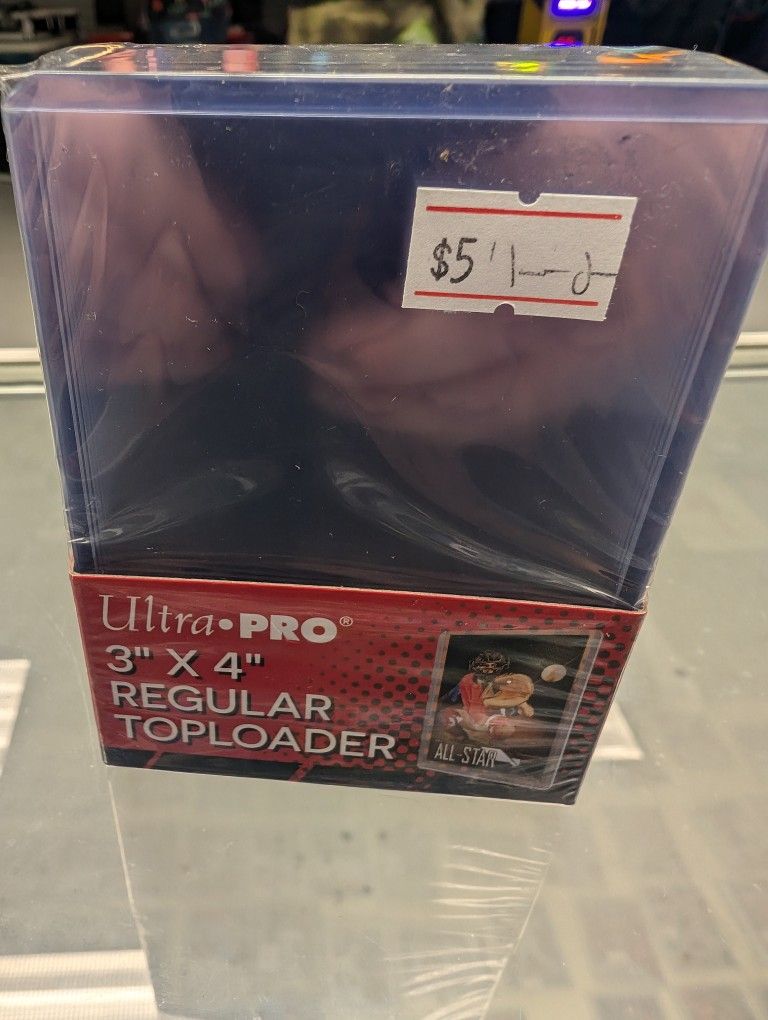 $5
Ultra•PRO®
3" X 4"
REGULAR
TOPLOADER
ALL-STAR